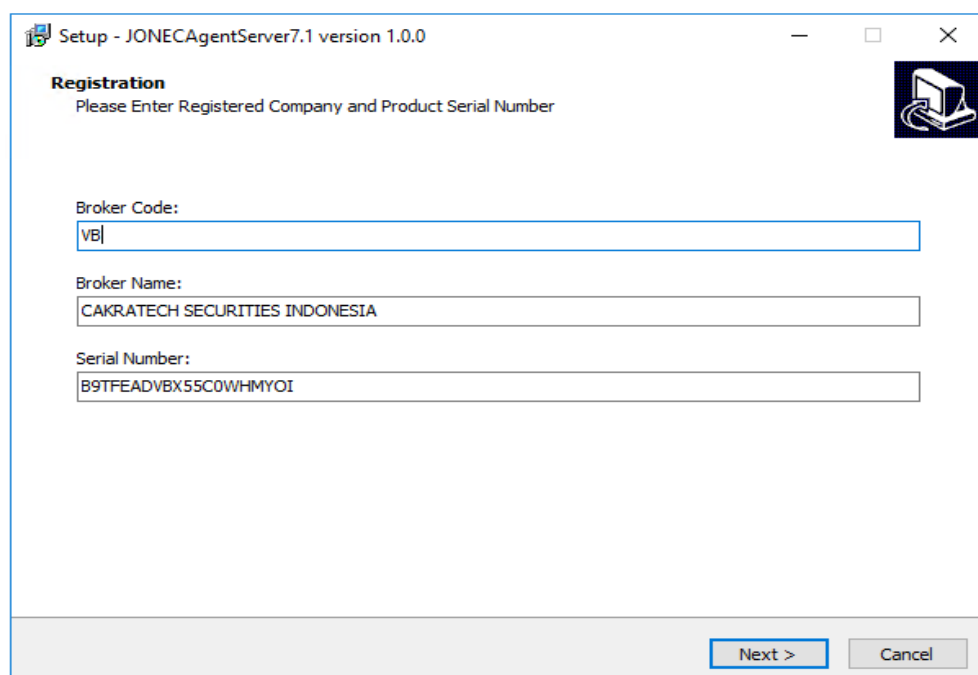 Setup - JONECAgentServer7.1 version 1.0.0
Registration
Please Enter Registered Company and Product Serial Number
Broker Code:
VB
Broker Name:
CAKRATECH SECURITIES INDONESIA
Serial Number:
B9TFEADVBX55C0WHMYOI
Next >
Cancel